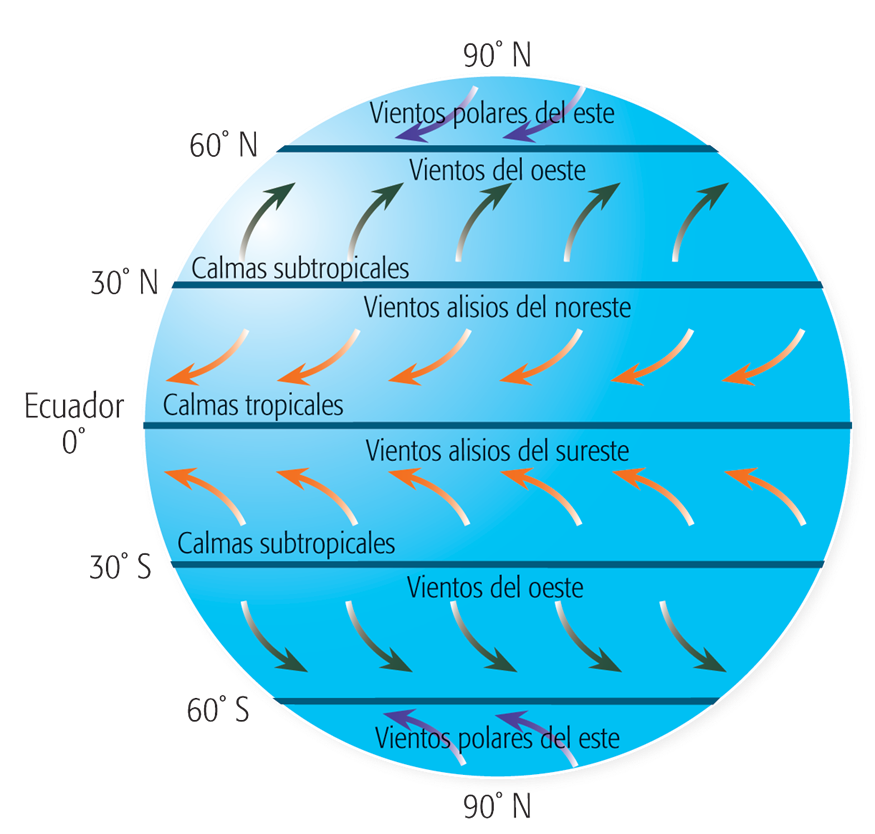 90° N
Vientos polares del este
60° N
Vientos del oeste
Calmas subtropicales
30° N
Vientos alisios del noreste
Ecuador
0°
Calmas tropicales
Vientos alisios del sureste
Calmas subtropicales
30° S
Vientos del oeste
60° S
Vientos polares del este
90° N